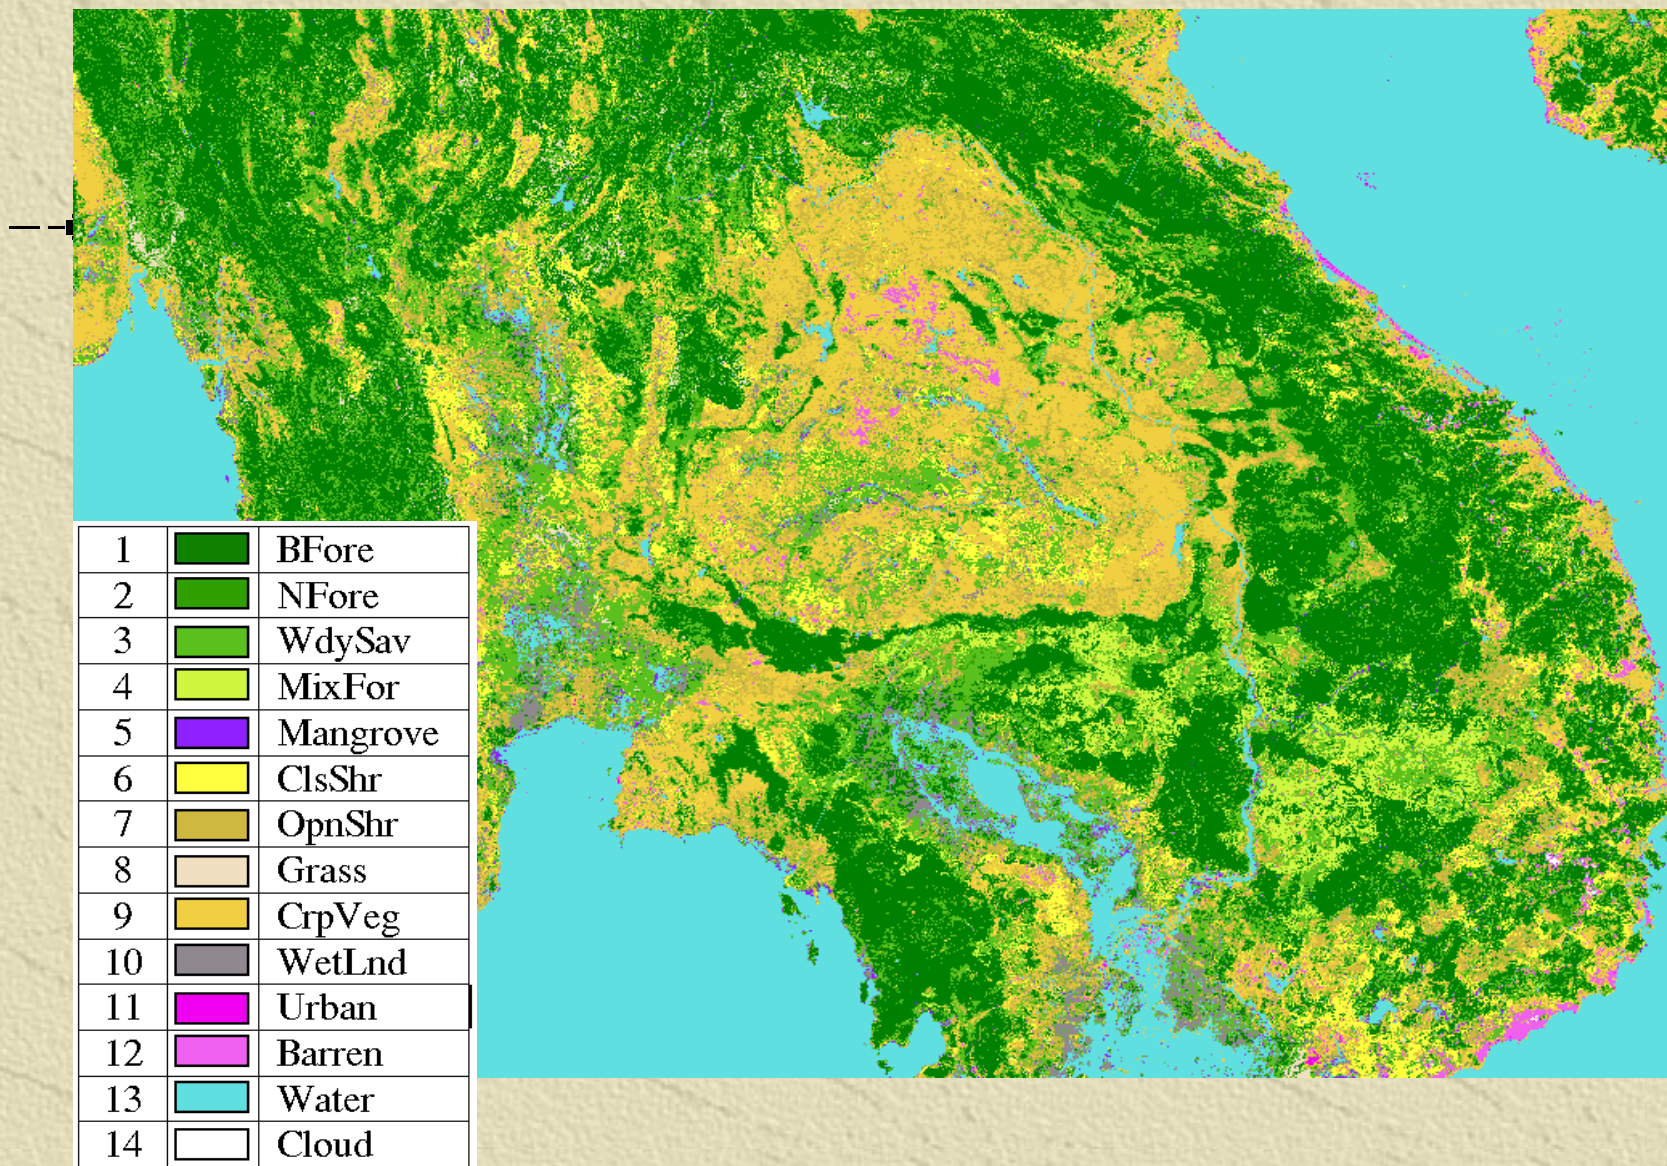 1 BFore
2 NFore
3 WdySav
4 MixFor
5 Mangrove
6 ClsShr
7 OpnShr
8 Grass
9 CrpVeg
10 WetLnd
11 Urban
12 Barren
13 Water
14 Cloud